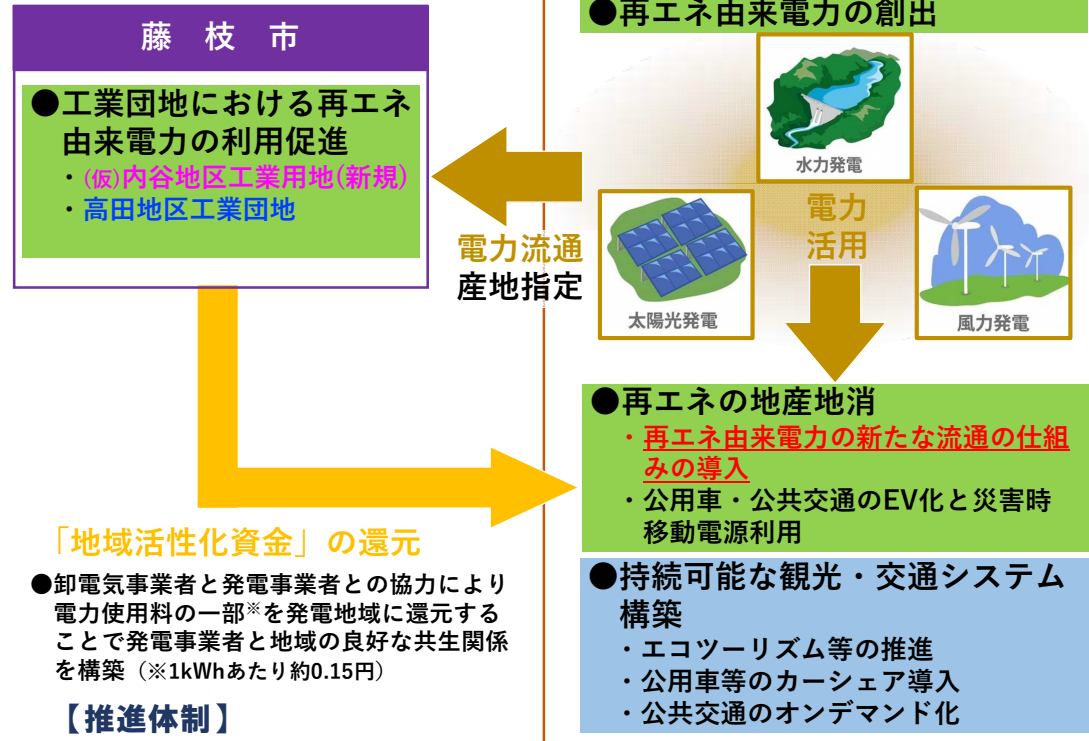 藤枝市
●工業団地における再エネ
由来電力の利用促進
・(仮)内谷地区工業用地(新規)
・高田地区工業団地
電力流通
産地指定
●再エネ由来電力の創出
水力発電
電力
活用
太陽光発電
風力発電
●再エネの地産地消
・再エネ由来電力の新たな流通の仕組
みの導入
・公用車・公共交通のEV化と災害時
移動電源利用
「地域活性化資金」の還元
●卸電気事業者と発電事業者との協力により
電力使用料の一部※を発電地域に還元する
ことで発電事業者と地域の良好な共生関係
を構築（※1kWhあたり約0.15円）
●持続可能な観光・交通システム
構築
・エコツーリズム等の推進
・公用車等のカーシェア導入
・公共交通のオンデマンド化
【推進体制】